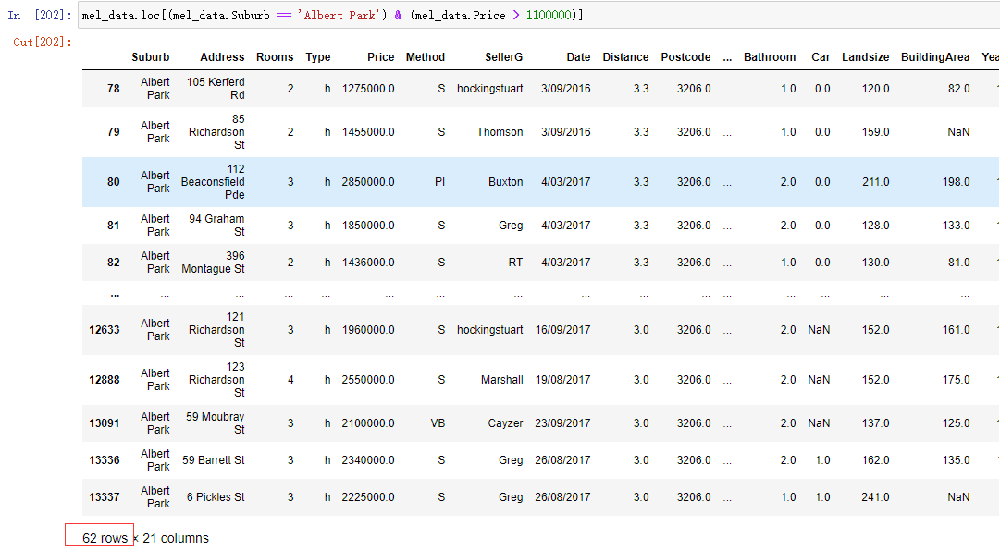 In [202]: mel_data.loc[(mel_data.Suburb == 'Albert Park') & (mel_data.Price > 1100000)]
Out[202]:
Suburb Address Rooms Type Price Method SellerG Date Distance Postcode ... Bathroom Car Landsize BuildingArea Yea
78 Albert Park 105 Kerferd Rd 2 h 1275000.0 S hockingstuart 3/09/2016 3.3 3206.0 ... 1.0 0.0 120.0 82.0
79 Albert Park 85 Richardson St 2 h 1455000.0 S Thomson 3/09/2016 3.3 3206.0 ... 1.0 0.0 159.0 NaN
80 Albert Park 112 Beaconsfield Pde 3 h 2850000.0 PI Buxton 4/03/2017 3.3 3206.0 ... 2.0 0.0 211.0 198.0
81 Albert Park 94 Graham St 3 h 1850000.0 S Greg 4/03/2017 3.3 3206.0 ... 2.0 0.0 128.0 133.0
82 Albert Park 396 Montague St 2 h 1436000.0 S RT 4/03/2017 3.3 3206.0 ... 1.0 0.0 130.0 81.0
... ... ... ... ... ... ... ... ... ... ... ... ... ... ... ...
12633 Albert Park 121 Richardson St 3 h 1960000.0 S hockingstuart 16/09/2017 3.0 3206.0 ... 2.0 NaN 152.0 161.0
12888 Albert Park 123 Richardson St 4 h 2550000.0 S Marshall 19/08/2017 3.0 3206.0 ... 2.0 NaN 152.0 175.0
13091 Albert Park 59 Moubray St 3 h 2100000.0 VB Cayzer 23/09/2017 3.0 3206.0 ... 2.0 NaN 137.0 125.0
13336 Albert Park 59 Barrett St 3 h 2340000.0 S Greg 26/08/2017 3.0 3206.0 ... 2.0 1.0 162.0 135.0
13337 Albert Park 6 Pickles St 3 h 2225000.0 S Greg 26/08/2017 3.0 3206.0 ... 1.0 1.0 241.0 NaN
62 rows × 21 columns